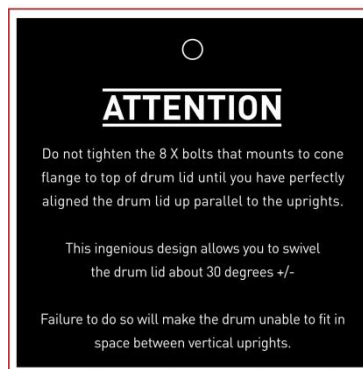 ATTENTION
Do not tighten the 8 X bolts that mounts to cone
flange to top of drum lid until you have perfectly
aligned the drum lid up parallel to the uprights.
This ingenious design allows you to swivel
the drum lid about 30 degrees +/-
Failure to do so will make the drum unable to fit in
space between vertical uprights.